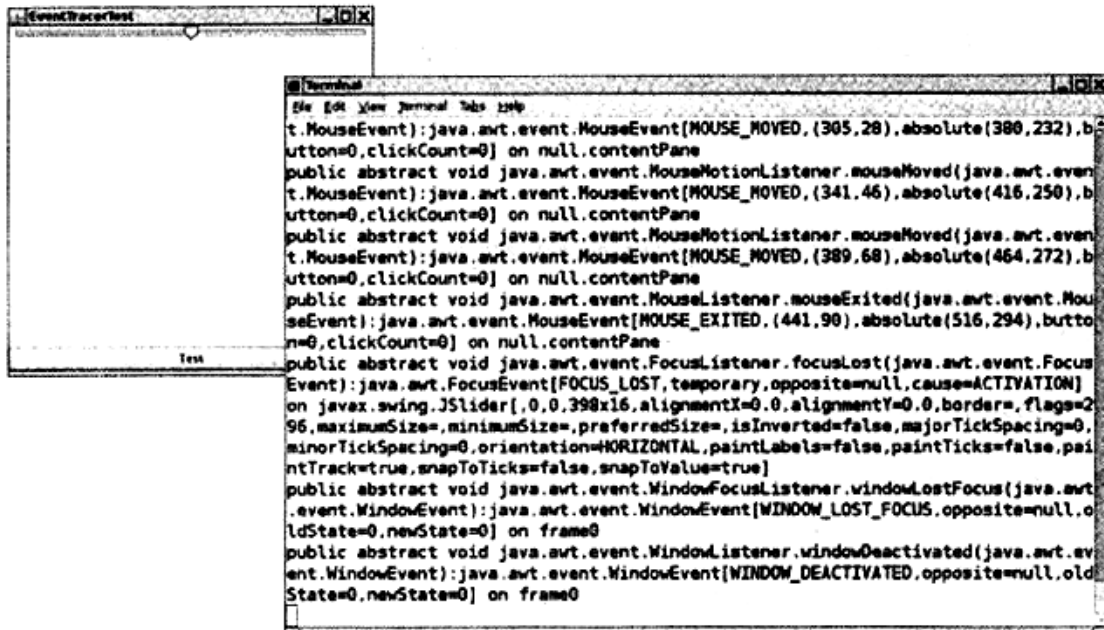 EventTracerTest
Test
Terminal
File Edit View Terminal Tabs Help
t.MouseEvent):java.awt.event.MouseEvent[MOUSE_MOVED,(305,28),absolute(380,232),b
utton=0,clickCount=0] on null.contentPane
public abstract void java.awt.event.MouseMotionListener.mouseMoved(java.awt.even
t.MouseEvent):java.awt.event.MouseEvent[MOUSE_MOVED,(341,46),absolute(416,250),b
utton=0,clickCount=0] on null.contentPane
public abstract void java.awt.event.MouseMotionListener.mouseMoved(java.awt.even
t.MouseEvent):java.awt.event.MouseEvent[MOUSE_MOVED,(389,68),absolute(464,272),b
utton=0,clickCount=0] on null.contentPane
public abstract void java.awt.event.MouseListener.mouseExited(java.awt.event.Mou
seEvent):java.awt.event.MouseEvent[MOUSE_EXITED,(441,90),absolute(516,294),butto
n=0,clickCount=0] on null.contentPane
public abstract void java.awt.event.FocusListener.focusLost(java.awt.event.Focus
Event):java.awt.FocusEvent[FOCUS_LOST,temporary,opposite=null,cause=ACTIVATION]
on javax.swing.JSlider[,0,0,398x16,alignmentX=0.0,alignmentY=0.0,border=,flags=2
96,maximumSize=,minimumSize=,preferredSize=,isInverted=false,majorTickSpacing=0,
minorTickSpacing=0,orientation=HORIZONTAL,paintLabels=false,paintTicks=false,pai
ntTrack=true,snapToTicks=false,snapToValue=true]
public abstract void java.awt.event.WindowFocusListener.windowLostFocus(java.awt
.event.WindowEvent):java.awt.event.WindowEvent[WINDOW_LOST_FOCUS,opposite=null,o
ldState=0,newState=0] on frame0
public abstract void java.awt.event.WindowListener.windowDeactivated(java.awt.ev
ent.WindowEvent):java.awt.event.WindowEvent[WINDOW_DEACTIVATED,opposite=null,old
State=0,newState=0] on frame0